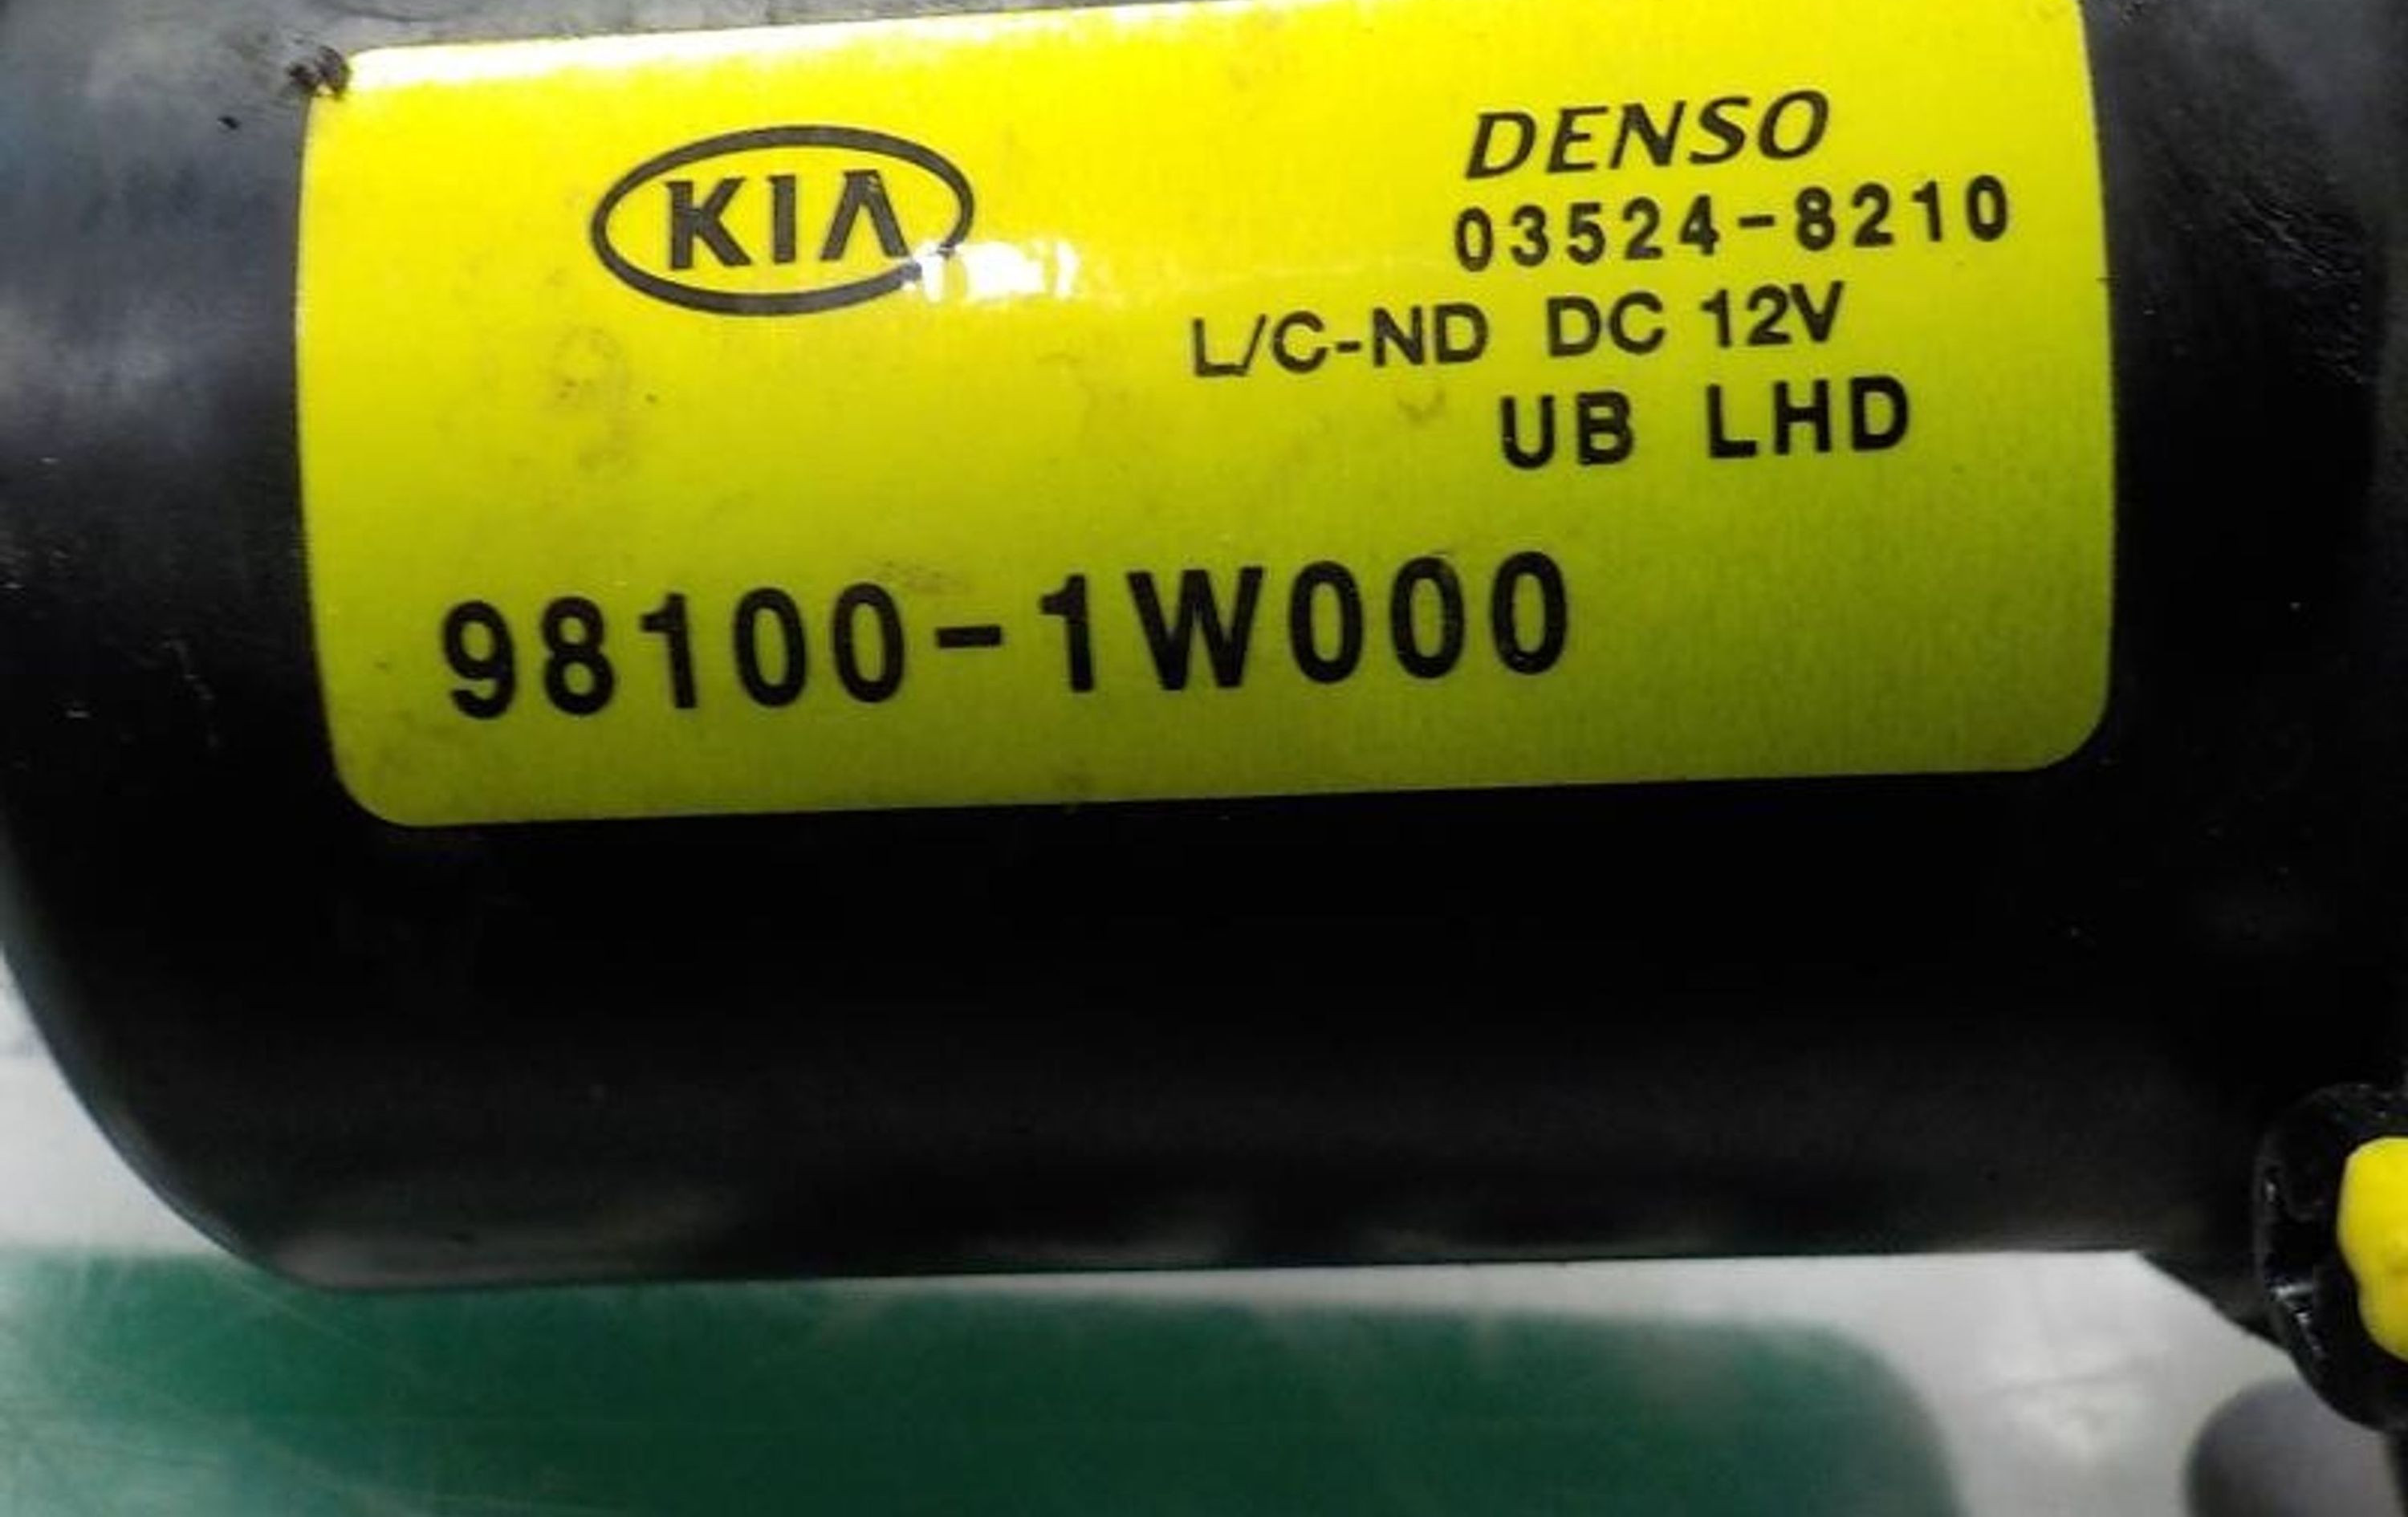 KIA
DENSO
03524-8210
L/C-ND DC 12V
UB LHD
98100-1W000